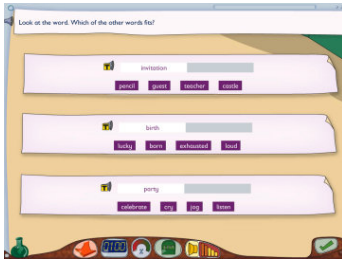 Look at the word. Which of the other words fits?
invitation
pencil guest teacher castle
birth
lucky born exhausted loud
party
celebrate cry jog listen